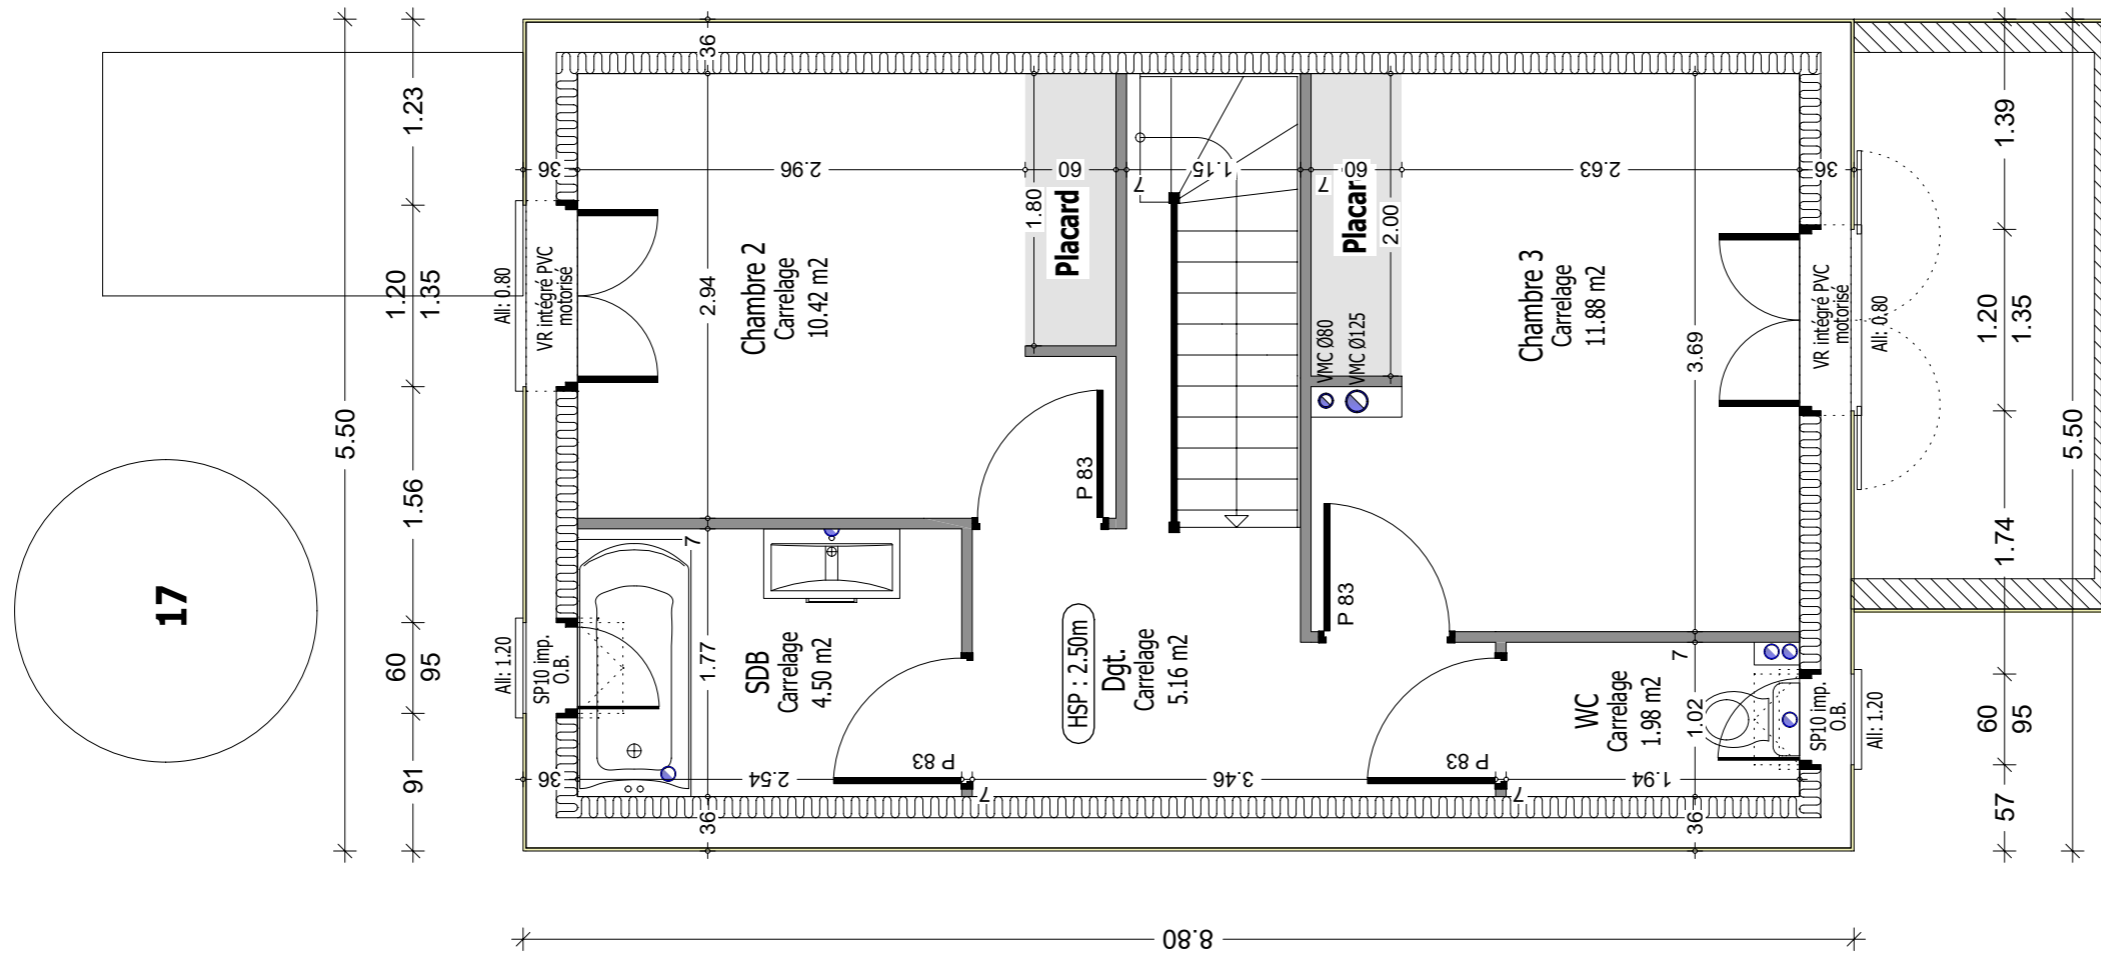 17
5.50
1.23
1.20
1.35
1.56
60
95
91
All: 0.80
VR intégré PVC
motorisé
All: 1.20
SP10 imp.
O.B.
36
2.96
60
7
1.15
7
60
2.63
36
36
2.94
7
1.77
36
Chambre 2
Carrelage
10.42 m2
1.80
Placard
P 83
SDB
Carrelage
4.50 m2
P 83
HSP : 2.50m
Dgt.
Carrelage
5.16 m2
Placar
2.00
VMC Ø80
VMC Ø125
P 83
Chambre 3
Carrelage
11.88 m2
3.69
7
1.02
36
WC
Carrelage
1.98 m2
P 83
36
2.54
7
3.46
7
1.94
VR intégré PVC
motorisé
All: 0.80
SP10 imp.
O.B.
All: 1.20
1.39
1.20
1.35
1.74
60
95
57
5.50
8.80